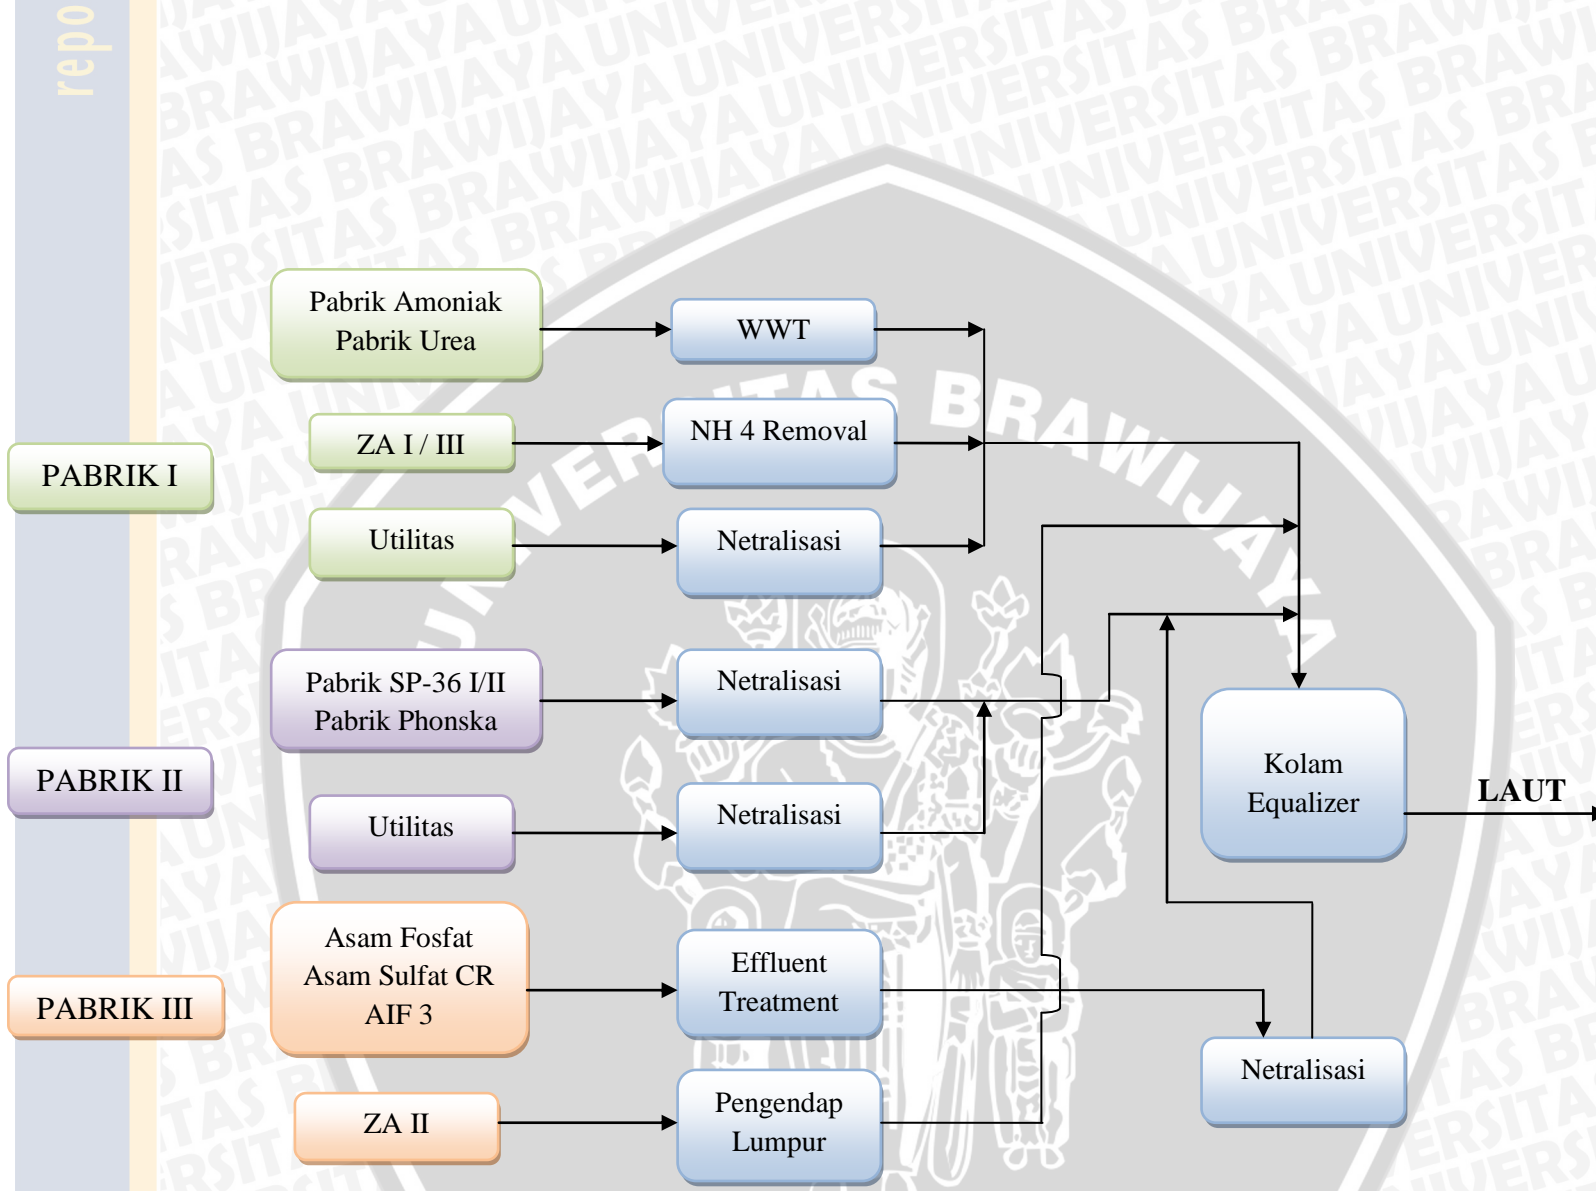 repo
UNIVERSITAS BRAWIJAYA
Pabrik Amoniak
Pabrik Urea
WWT
ZA I / III
NH 4 Removal
PABRIK I
Utilitas
Netralisasi
Pabrik SP-36 I/II
Pabrik Phonska
Netralisasi
PABRIK II
Utilitas
Netralisasi
Kolam
Equalizer
LAUT
Asam Fosfat
Asam Sulfat CR
AIF 3
Effluent
Treatment
PABRIK III
Netralisasi
ZA II
Pengendap
Lumpur